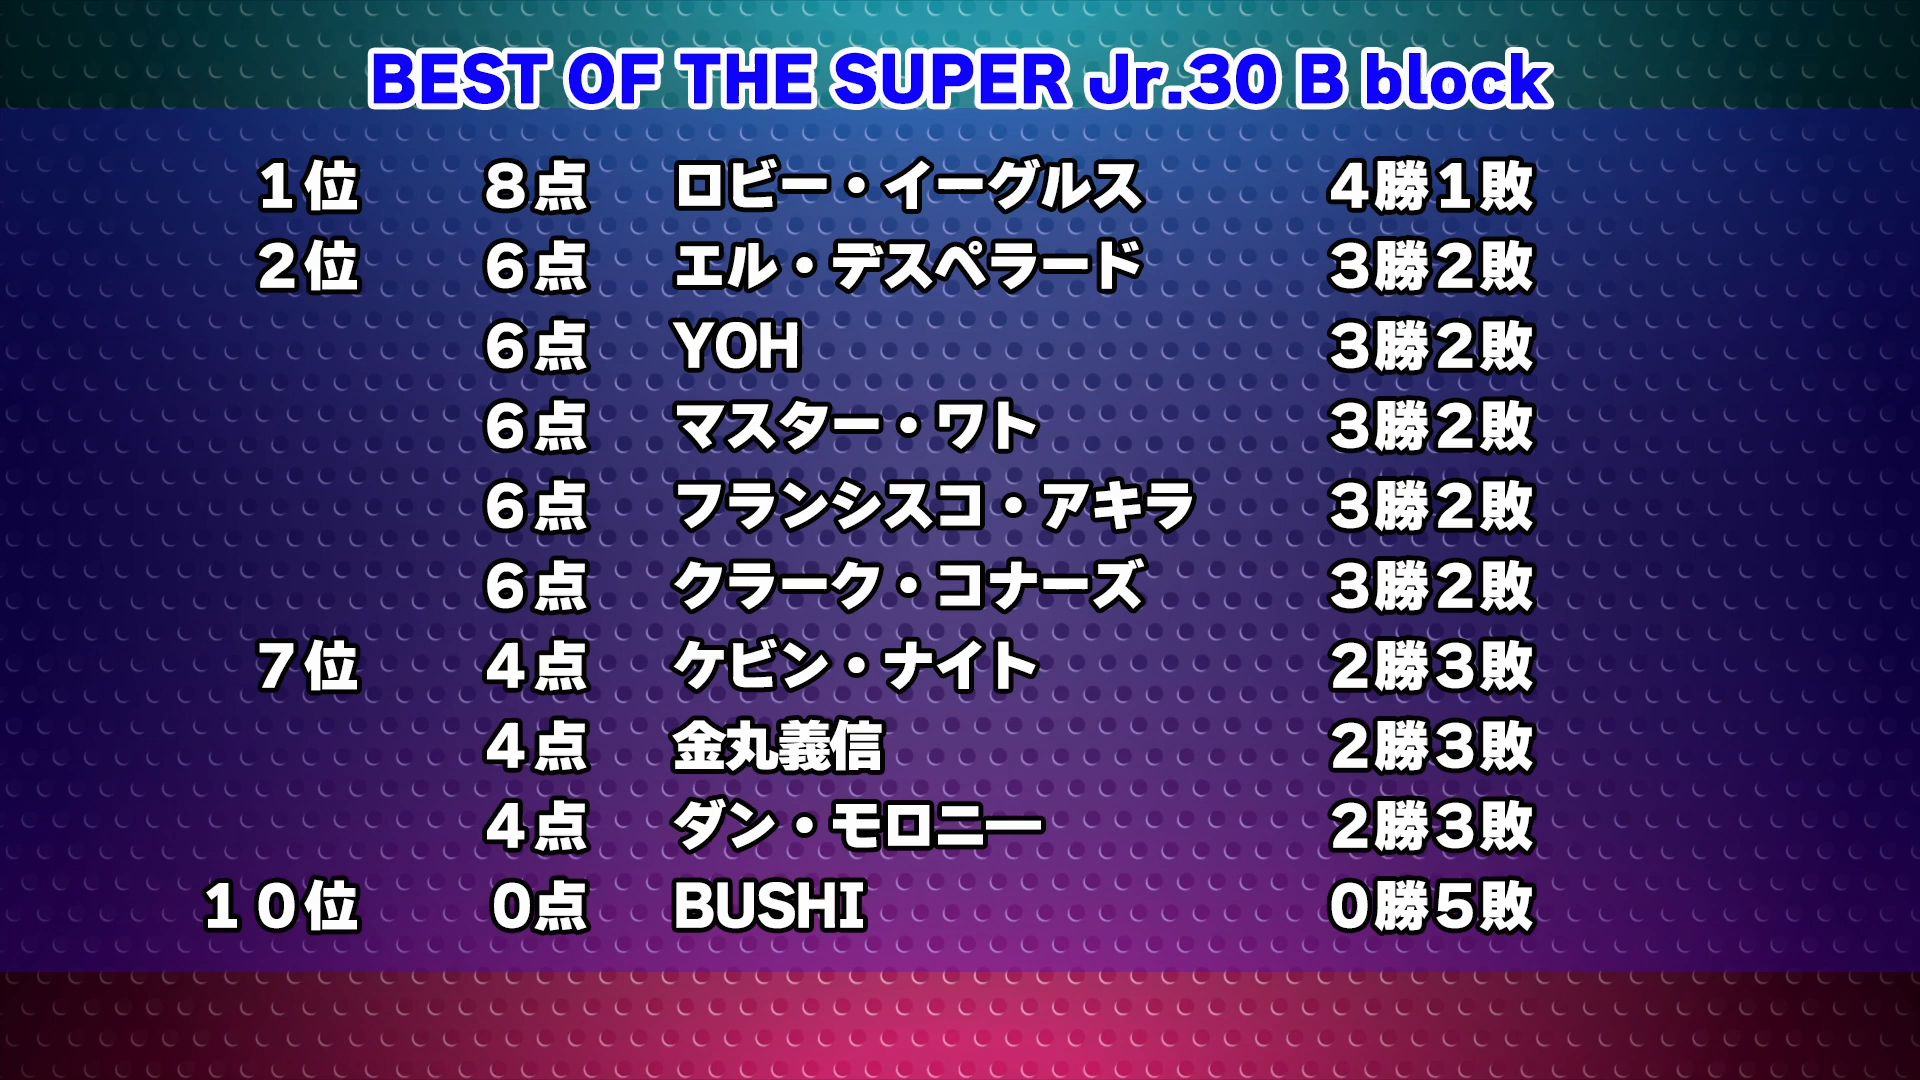 BEST OF THE SUPER Jr.30 B block
1位 8点 ロビー・イーグルス 4勝1敗
2位 6点 エル・デスペラード 3勝2敗
6点 YOH 3勝2敗
6点 マスター・ワト 3勝2敗
6点 フランシスコ・アキラ 3勝2敗
6点 クラーク・コナーズ 3勝2敗
7位 4点 ケビン・ナイト 2勝3敗
4点 金丸義信 2勝3敗
4点 ダン・モロニー 2勝3敗
10位 0点 BUSHI 0勝5敗